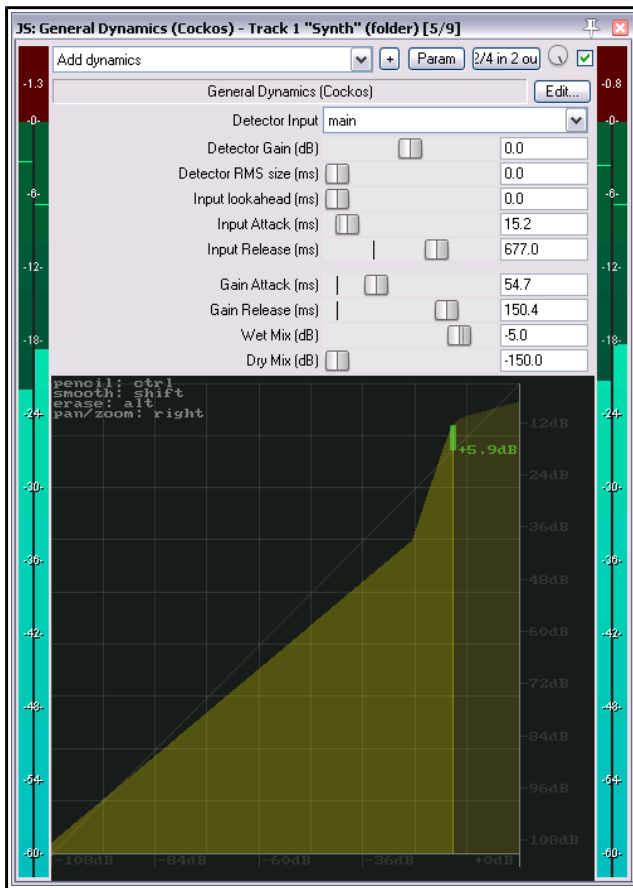 JS: General Dynamics (Cockos) - Track 1 "Synth" (folder) [5/9]
Add dynamics + Param 2/4 in 2 ou
General Dynamics (Cockos) Edit...
Detector Input main
Detector Gain (dB) 0.0
Detector RMS size (ms) 0.0
Input lookahead (ms) 0.0
Input Attack (ms) 15.2
Input Release (ms) 677.0
Gain Attack (ms) 54.7
Gain Release (ms) 150.4
Wet Mix (dB) -5.0
Dry Mix (dB) -150.0
-1.3
-0-
-6-
-12-
-18-
-24-
-30-
-36-
-42-
-48-
-54-
-60-
pencil: ctrl
smooth: shift
erase: alt
pan/zoom: right
+5.9dB
-12dB
-24dB
-36dB
-48dB
-60dB
-72dB
-84dB
-96dB
-108dB
-108dB -84dB -60dB -36dB +0dB
-0.8
-0-
-6-
-12-
-18-
-24-
-30-
-36-
-42-
-48-
-54-
-60-